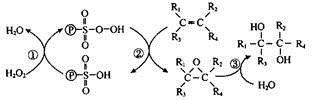 H₂O
H₂O₂
①
O
Ⓟ-S-O-OH
O
O
Ⓟ-S-OH
O
②
R₁ R₂
C=C
R₃ R₄
R₁ O R₂
R₃ R₄
③
H₂O
HO R₂
R₁ R₄
R₃ OH